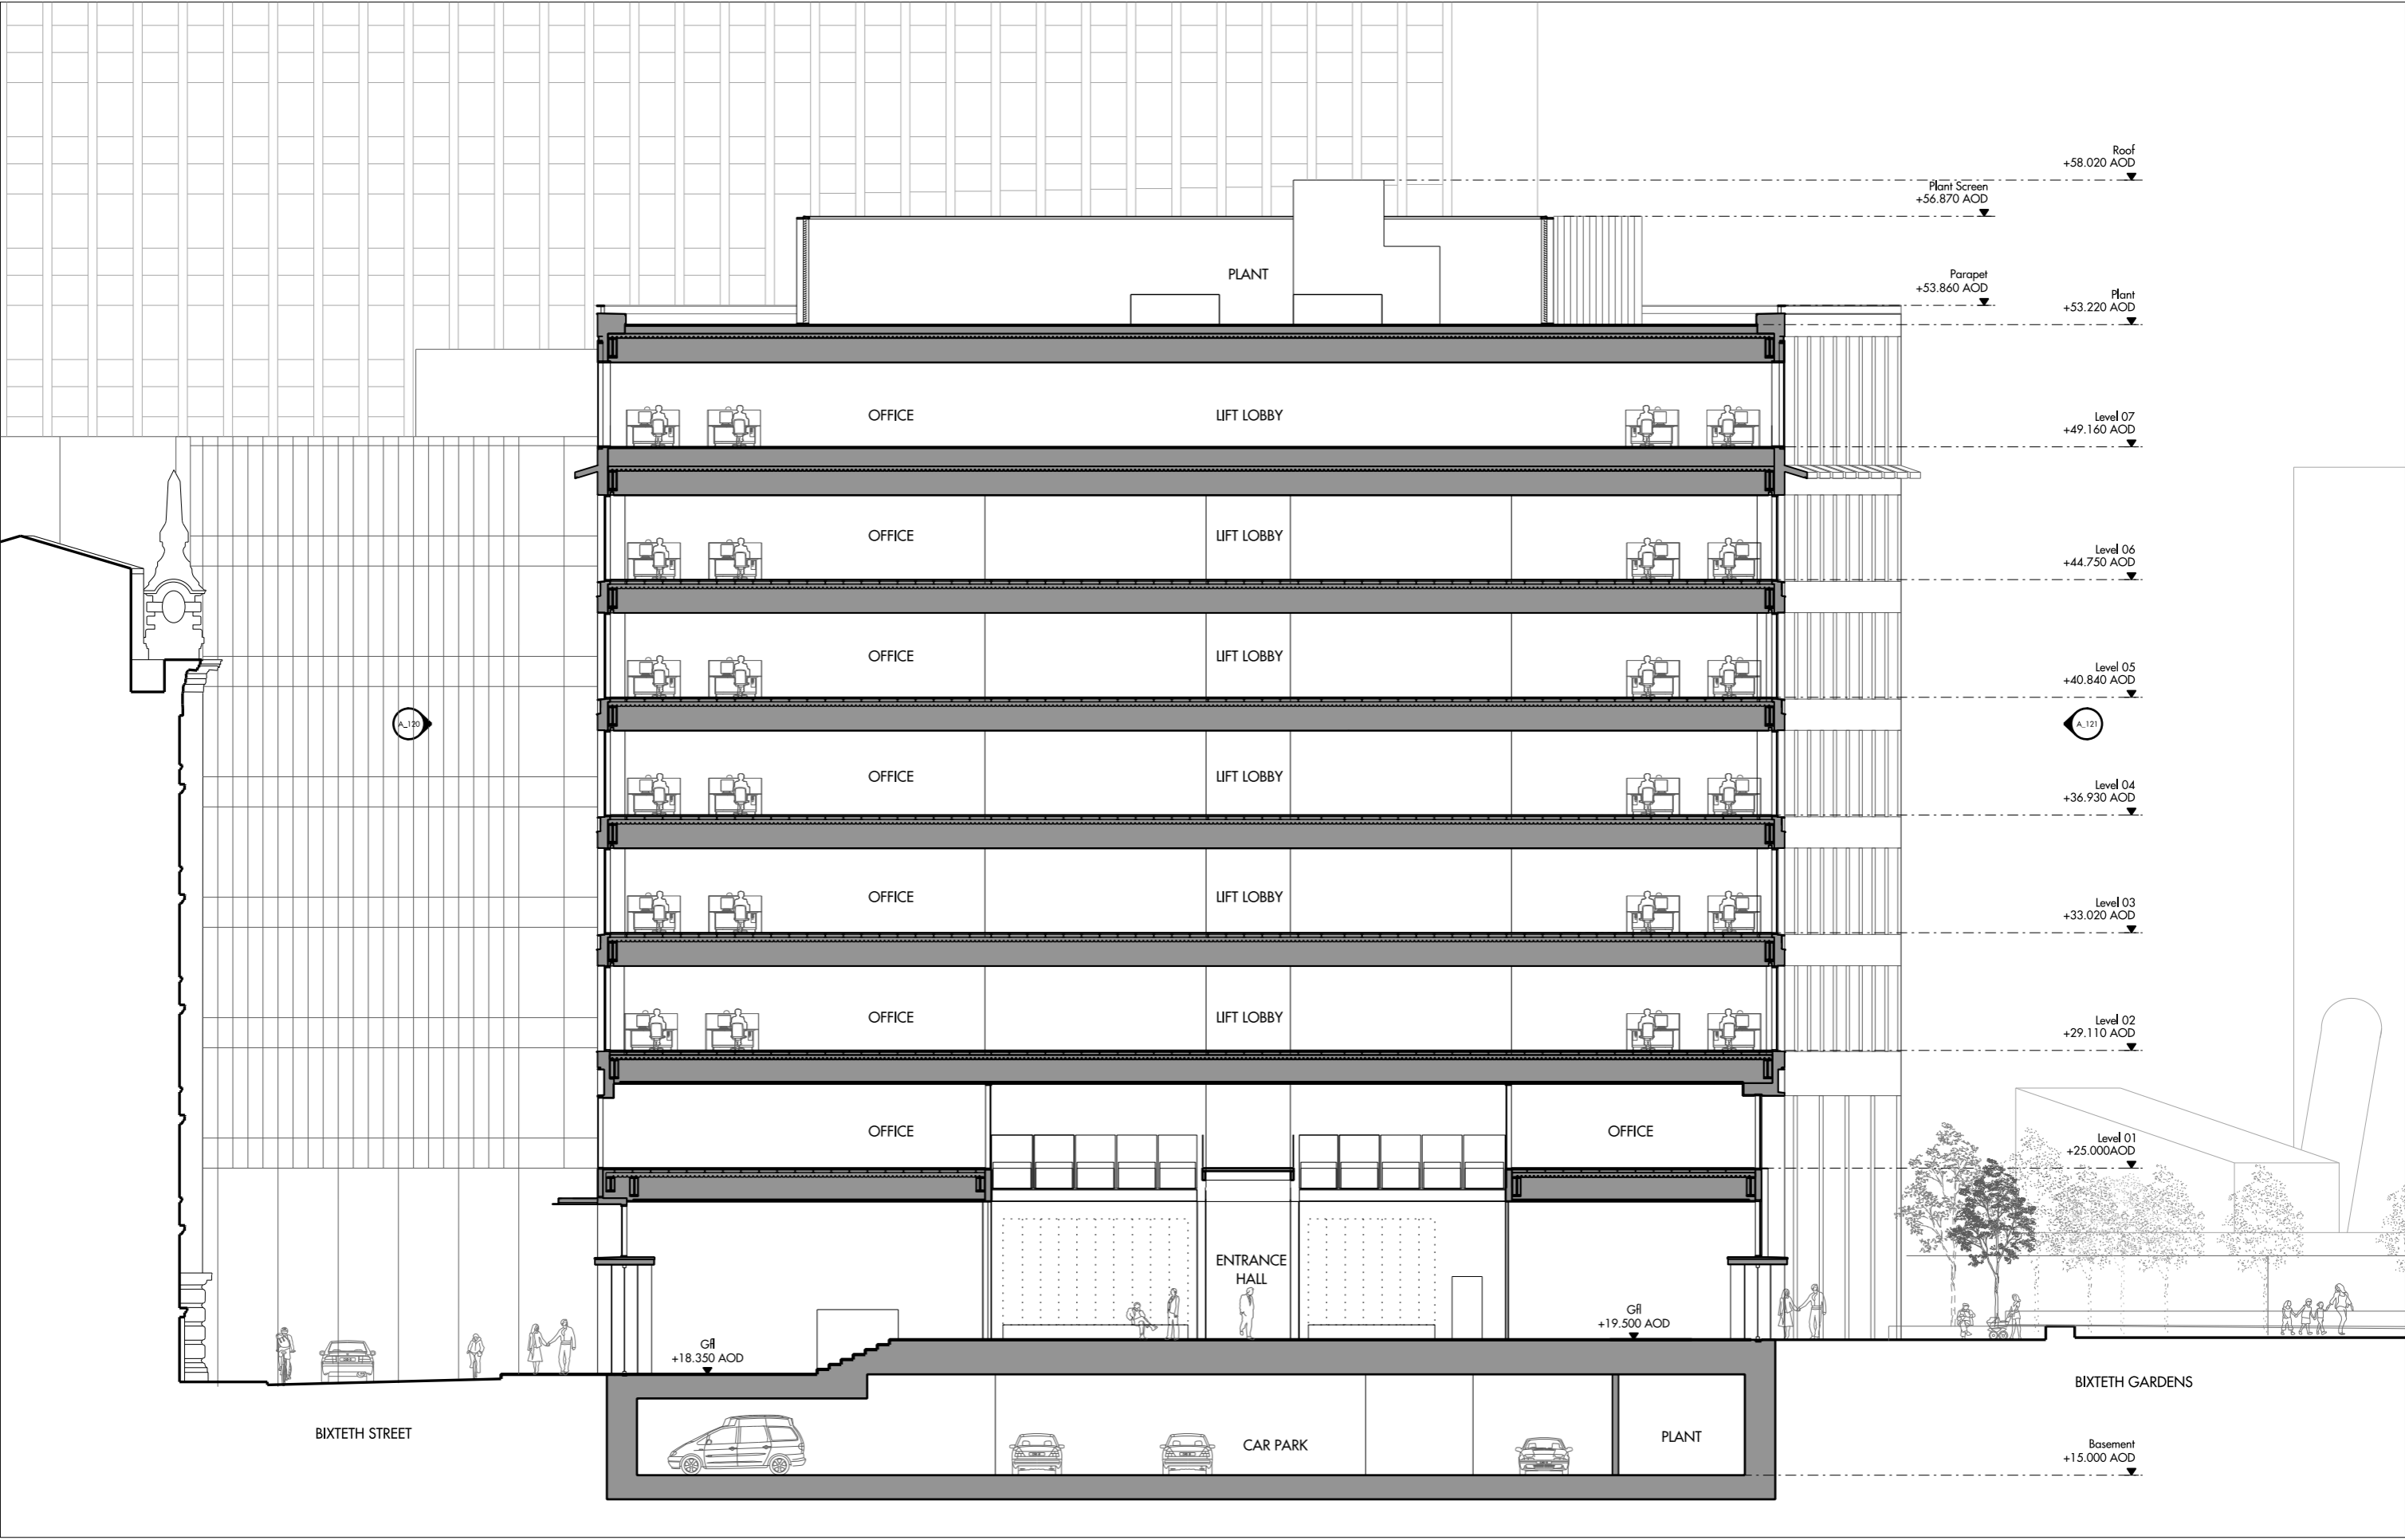 Roof
+58.020 AOD
Plant Screen
+56.870 AOD
PLANT
Parapet
+53.860 AOD
Plant
+53.220 AOD
OFFICE
LIFT LOBBY
Level 07
+49.160 AOD
OFFICE
LIFT LOBBY
Level 06
+44.750 AOD
OFFICE
LIFT LOBBY
Level 05
+40.840 AOD
A_120
A_121
OFFICE
LIFT LOBBY
Level 04
+36.930 AOD
OFFICE
LIFT LOBBY
Level 03
+33.020 AOD
OFFICE
LIFT LOBBY
Level 02
+29.110 AOD
OFFICE
OFFICE
Level 01
+25.000AOD
ENTRANCE
HALL
Gfl
+19.500 AOD
Gfl
+18.350 AOD
BIXTETH GARDENS
BIXTETH STREET
CAR PARK
PLANT
Basement
+15.000 AOD